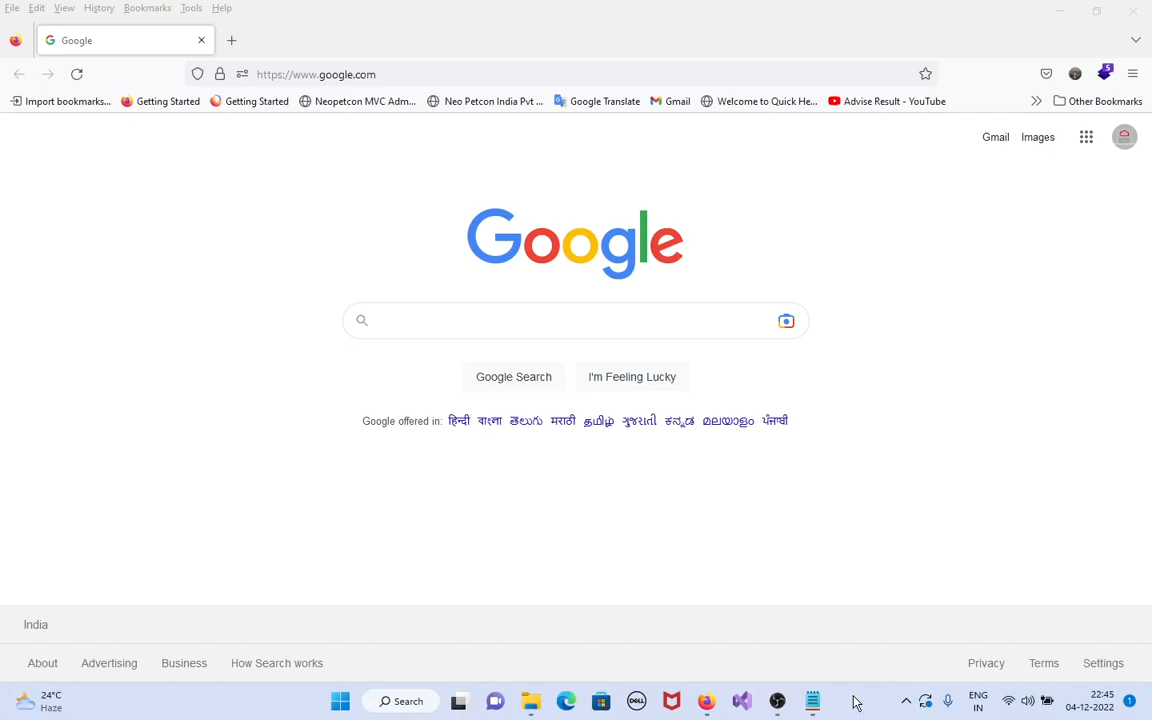 File Edit View History Bookmarks Tools Help
Google
https://www.google.com
5
Import bookmarks... Getting Started Getting Started Neopetcon MVC Adm... Neo Petcon India Pvt ... Google Translate Gmail Welcome to Quick He... Advise Result - YouTube Other Bookmarks
Gmail Images
Google
Google Search I'm Feeling Lucky
Google offered in: हिन्दी বাংলা తెలుగు मराठी தமிழ் ગુજરાતી ಕನ್ನಡ മലയാളം ਪੰਜਾਬੀ
India
About Advertising Business How Search works Privacy Terms Settings
24°C
Haze
Search
DELL
ENG
IN
22:45
04-12-2022
1